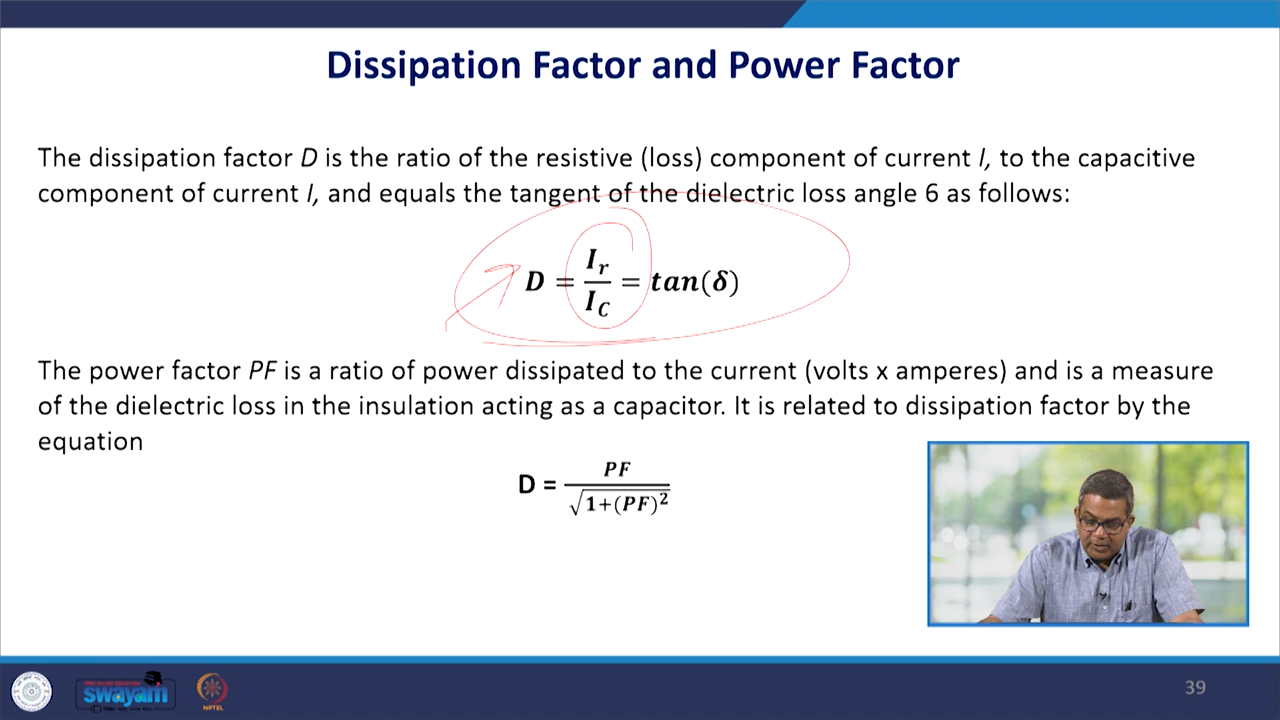 Dissipation Factor and Power Factor
The dissipation factor D is the ratio of the resistive (loss) component of current I, to the capacitive
component of current I, and equals the tangent of the dielectric loss angle 6 as follows:
D = I_r / I_C = tan(δ)
The power factor PF is a ratio of power dissipated to the current (volts x amperes) and is a measure
of the dielectric loss in the insulation acting as a capacitor. It is related to dissipation factor by the
equation
D = PF / √1+(PF)²
swayam
NPTEL
39